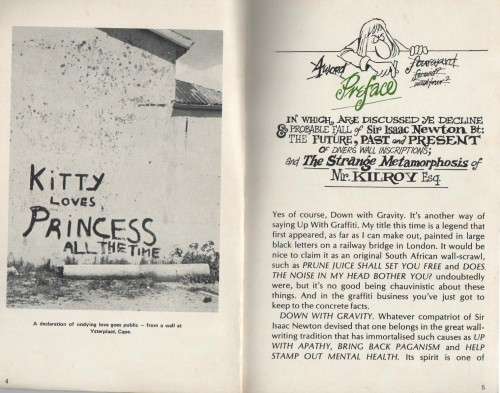 KITTY
LOVES
PRINCESS
ALL THE TIME
A declaration of undying love goes public – from a wall at
Ysterplaat, Cape.
4
A word
Preface
Foreword
IN WHICH, ARE DISCUSSED YE DECLINE
& PROBABLE FALL of Sir Isaac Newton Bt:
THE FUTURE, PAST and PRESENT
OF DIVERS WALL INSCRIPTIONS;
and The Strange Metamorphosis of
Mr. KILROY Esq.
Yes of course, Down with Gravity. It's another way of
saying Up With Graffiti. My title this time is a legend that
first appeared, as far as I can make out, painted in large
black letters on a railway bridge in London. It would be
nice to claim it as an original South African wall-scrawl,
such as PRUNE JUICE SHALL SET YOU FREE and DOES
THE NOISE IN MY HEAD BOTHER YOU? undoubtedly
were, but it's no good being chauvinistic about these
things. And in the graffiti business you've just got to
keep to the concrete facts.
DOWN WITH GRAVITY. Whatever compatriot of Sir
Isaac Newton devised that one belongs in the great wall-
writing tradition that has immortalised such causes as UP
WITH APATHY, BRING BACK PAGANISM and HELP
STAMP OUT MENTAL HEALTH. Its spirit is one of
5